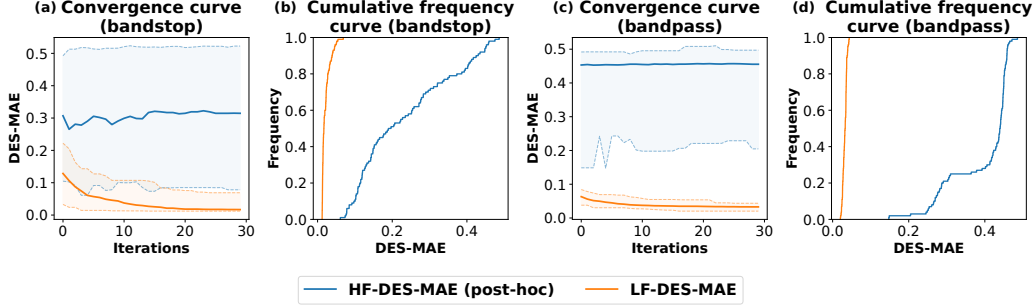 (a) Convergence curve
(bandstop)
DES-MAE
0.5
0.4
0.3
0.2
0.1
0.0
0
10
20
30
Iterations
(b) Cumulative frequency
curve (bandstop)
Frequency
1.0
0.8
0.6
0.4
0.2
0.0
0.0
0.2
0.4
DES-MAE
(c) Convergence curve
(bandpass)
DES-MAE
0.5
0.4
0.3
0.2
0.1
0.0
0
10
20
30
Iterations
(d) Cumulative frequency
curve (bandpass)
Frequency
1.0
0.8
0.6
0.4
0.2
0.0
0.0
0.2
0.4
DES-MAE
HF-DES-MAE (post-hoc)
LF-DES-MAE